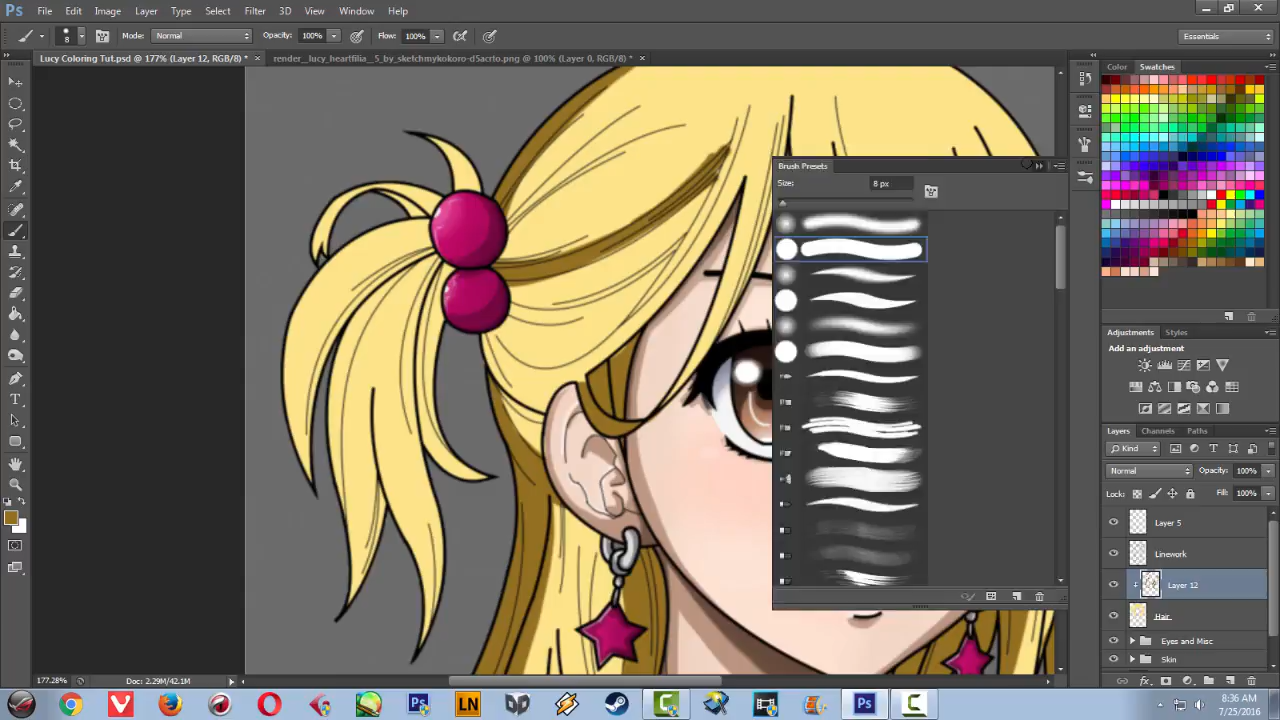 Ps File Edit Image Layer Type Select Filter 3D View Window Help
8 Mode: Normal Opacity: 100% Flow: 100% Essentials
Lucy Coloring Tut.psd @ 177% (Layer 12, RGB/8) * × render__lucy_heartfilia__5_by_sketchmykokoro-d5acrlo.png @ 100% (Layer 0, RGB/8) * ×
Color Swatches
Brush Presets
Size: 8 px
Adjustments Styles
Add an adjustment
Layers Channels Paths
Kind
Normal Opacity: 100%
Lock: Fill: 100%
Layer 5
Linework
Layer 12
Hair
Eyes and Misc
Skin
177.28% Doc: 2.29M/42.1M
8:36 AM
7/25/2016